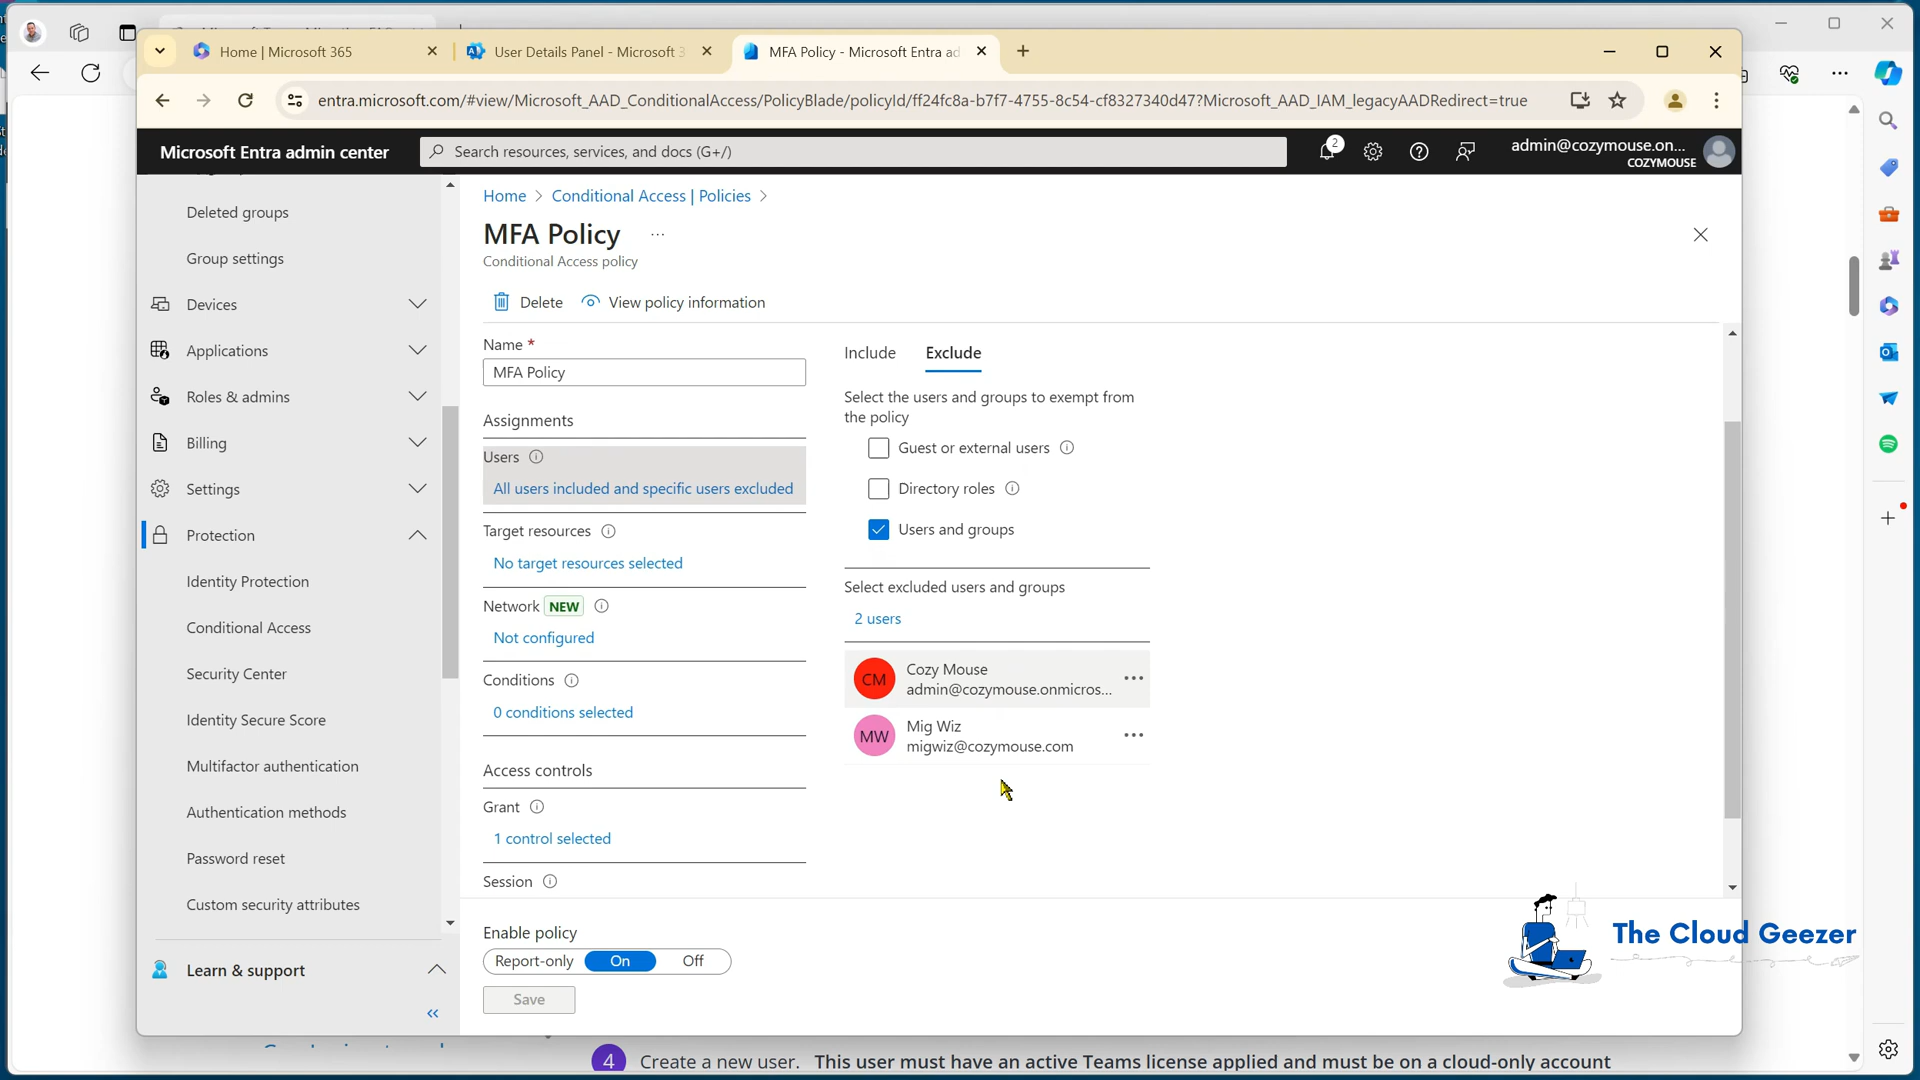 Home | Microsoft 365
User Details Panel - Microsoft 3
MFA Policy - Microsoft Entra ad
entra.microsoft.com/#view/Microsoft_AAD_ConditionalAccess/PolicyBlade/policyId/ff24fc8a-b7f7-4755-8c54-cf8327340d47?Microsoft_AAD_IAM_legacyAADRedirect=true
Microsoft Entra admin center
Search resources, services, and docs (G+/)
2
admin@cozymouse.on...
COZYMOUSE
Deleted groups
Group settings
Devices
Applications
Roles & admins
Billing
Settings
Protection
Identity Protection
Conditional Access
Security Center
Identity Secure Score
Multifactor authentication
Authentication methods
Password reset
Custom security attributes
Learn & support
Home > Conditional Access | Policies >
MFA Policy ...
Conditional Access policy
Delete
View policy information
Name *
MFA Policy
Assignments
Users
All users included and specific users excluded
Target resources
No target resources selected
Network NEW
Not configured
Conditions
0 conditions selected
Access controls
Grant
1 control selected
Session
Include
Exclude
Select the users and groups to exempt from
the policy
Guest or external users
Directory roles
Users and groups
Select excluded users and groups
2 users
CM
Cozy Mouse
admin@cozymouse.onmicros...
MW
Mig Wiz
migwiz@cozymouse.com
Enable policy
Report-only
On
Off
Save
The Cloud Geezer
4 Create a new user. This user must have an active Teams license applied and must be on a cloud-only account